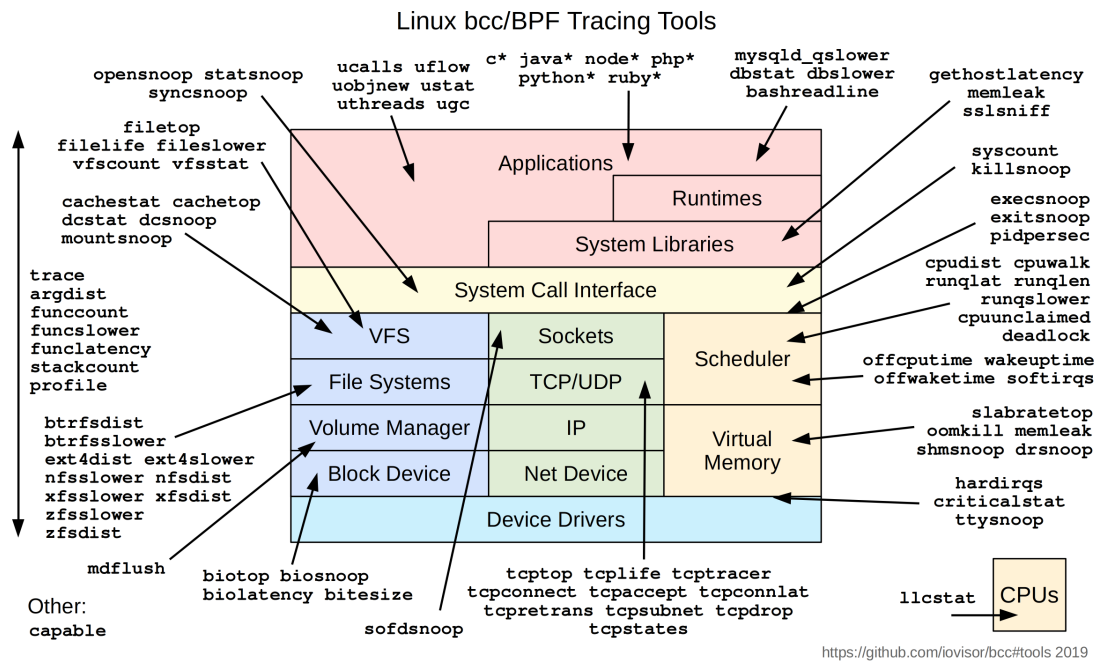 Linux bcc/BPF Tracing Tools
opensnoop statsnoop
syncsnoop
ucalls uflow
uobjnew ustat
uthreads ugc
c* java* node* php*
python* ruby*
mysqld_qslower
dbstat dbslower
bashreadline
gethostlatency
memleak
sslsniff
filetop
filelife fileslower
vfscount vfsstat
syscount
killsnoop
cachestat cachetop
dcstat dcsnoop
mountsnoop
execsnoop
exitsnoop
pidpersec
trace
argdist
funccount
funcslower
funclatency
stackcount
profile
cpudist cpuwalk
runqlat runqlen
runqslower
cpuunclaimed
deadlock
offcputime wakeuptime
offwaketime softirqs
btrfsdist
btrfsslower
ext4dist ext4slower
nfsslower nfsdist
xfsslower xfsdist
zfsslower
zfsdist
slabratetop
oomkill memleak
shmsnoop drsnoop
hardirqs
criticalstat
ttysnoop
Applications
Runtimes
System Libraries
System Call Interface
VFS
Sockets
Scheduler
File Systems
TCP/UDP
Volume Manager
IP
Virtual
Memory
Block Device
Net Device
Device Drivers
mdflush
biotop biosnoop
biolatency bitesize
sofdsnoop
tcptop tcplife tcptracer
tcpconnect tcpaccept tcpconnlat
tcpretrans tcpsubnet tcpdrop
tcpstates
llcstat
CPUs
Other:
capable
https://github.com/iovisor/bcc#tools 2019